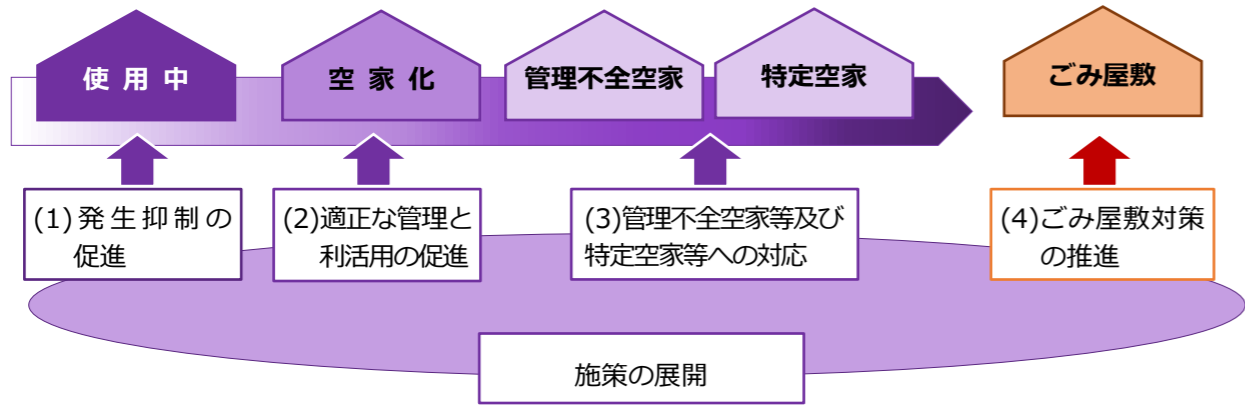 使用中
空家化
管理不全空家
特定空家
ごみ屋敷
(1)発生抑制の
促進
(2)適正な管理と
利活用の促進
(3)管理不全空家等及び
特定空家等への対応
(4)ごみ屋敷対策
の推進
施策の展開